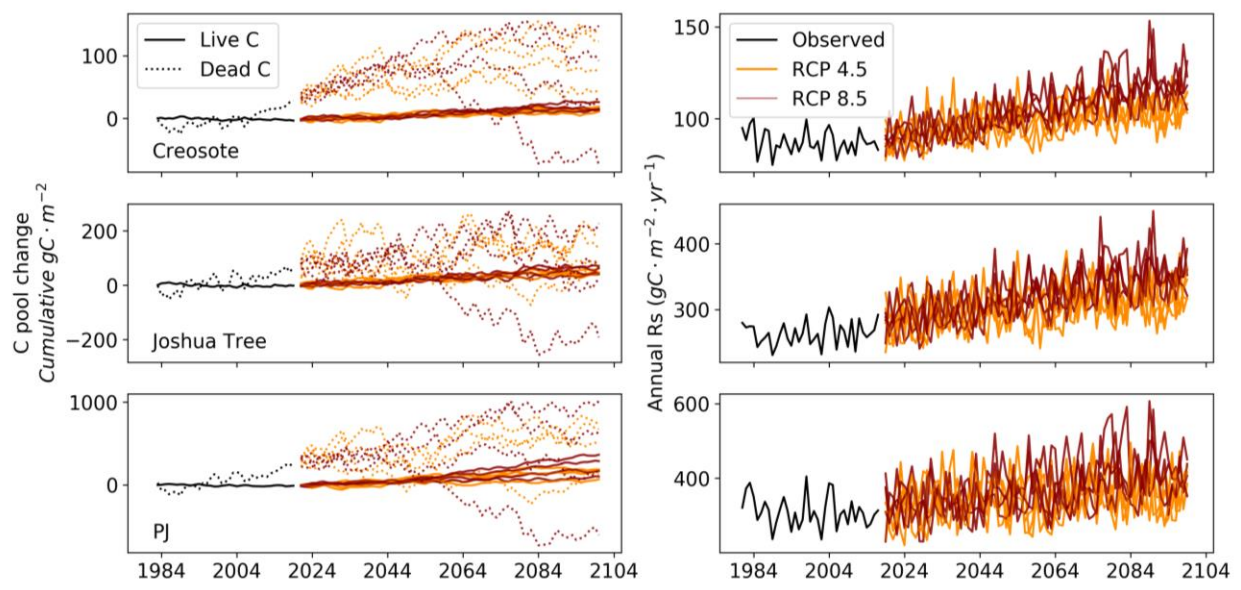 Live C
Dead C
100
0
Creosote
200
0
−200
Joshua Tree
1000
0
PJ
C pool change
Cumulative gC · m−2
1984 2004 2024 2044 2064 2084 2104
Observed
RCP 4.5
RCP 8.5
150
100
400
300
600
400
Annual Rs (gC · m−2 · yr−1)
1984 2004 2024 2044 2064 2084 2104